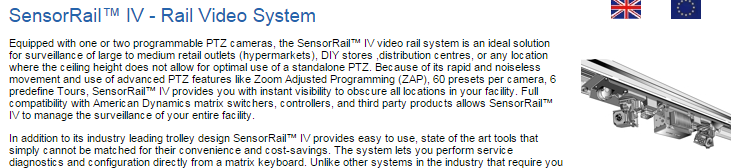 SensorRail™ IV - Rail Video System
Equipped with one or two programmable PTZ cameras, the SensorRail™ IV video rail system is an ideal solution
for surveillance of large to medium retail outlets (hypermarkets), DIY stores ,distribution centres, or any location
where the ceiling height does not allow for optimal use of a standalone PTZ. Because of its rapid and noiseless
movement and use of advanced PTZ features like Zoom Adjusted Programming (ZAP), 60 presets per camera, 6
predefine Tours, SensorRail™ IV provides you with instant visibility to obscure all locations in your facility. Full
compatibility with American Dynamics matrix switchers, controllers, and third party products allows SensorRail™
IV to manage the surveillance of your entire facility.
In addition to its industry leading trolley design SensorRail™ IV provides easy to use, state of the art tools that
simply cannot be matched for their convenience and cost-savings. The system lets you perform service
diagnostics and configuration directly from a matrix keyboard. Unlike other systems in the industry that require you